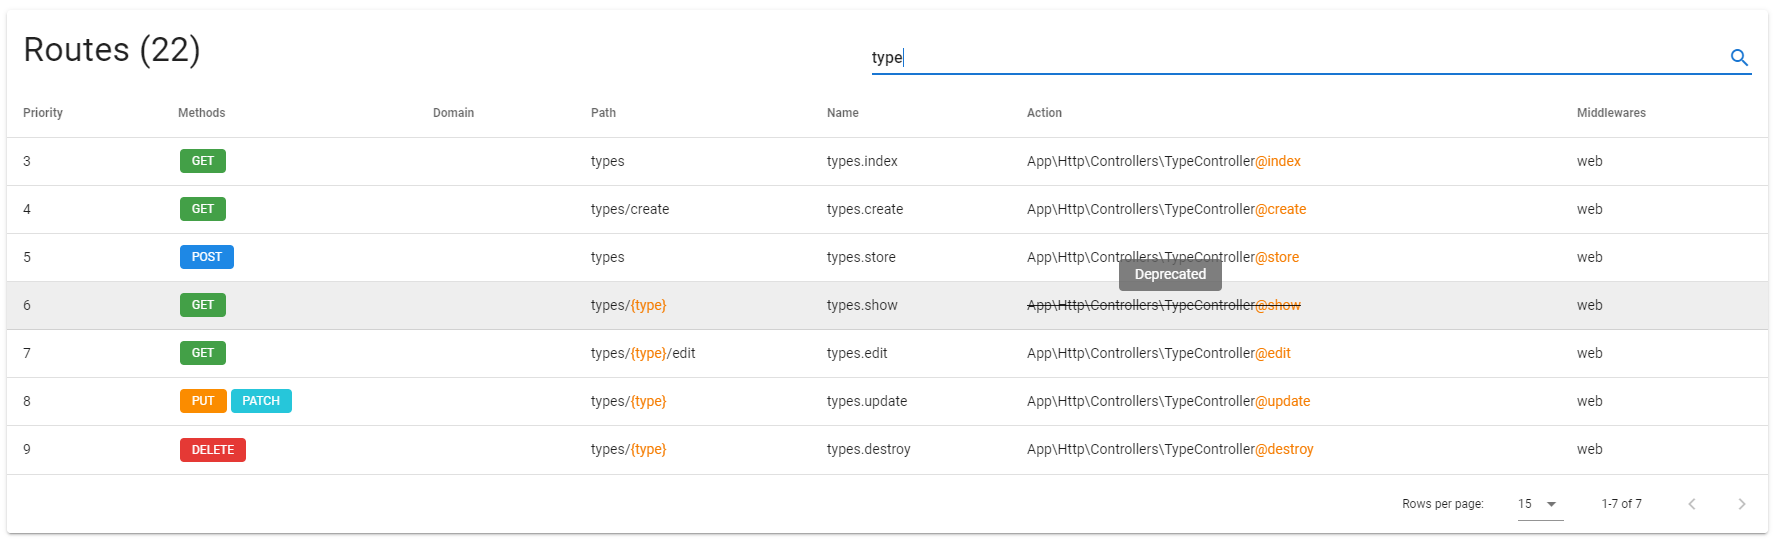 Routes (22)
type
Priority Methods Domain Path Name Action Middlewares
3 GET types types.index App\Http\Controllers\TypeController@index web
4 GET types/create types.create App\Http\Controllers\TypeController@create web
5 POST types types.store App\Http\Controllers\TypeController@store web
Deprecated
6 GET types/{type} types.show App\Http\Controllers\TypeController@show web
7 GET types/{type}/edit types.edit App\Http\Controllers\TypeController@edit web
8 PUT PATCH types/{type} types.update App\Http\Controllers\TypeController@update web
9 DELETE types/{type} types.destroy App\Http\Controllers\TypeController@destroy web
Rows per page: 15 1-7 of 7